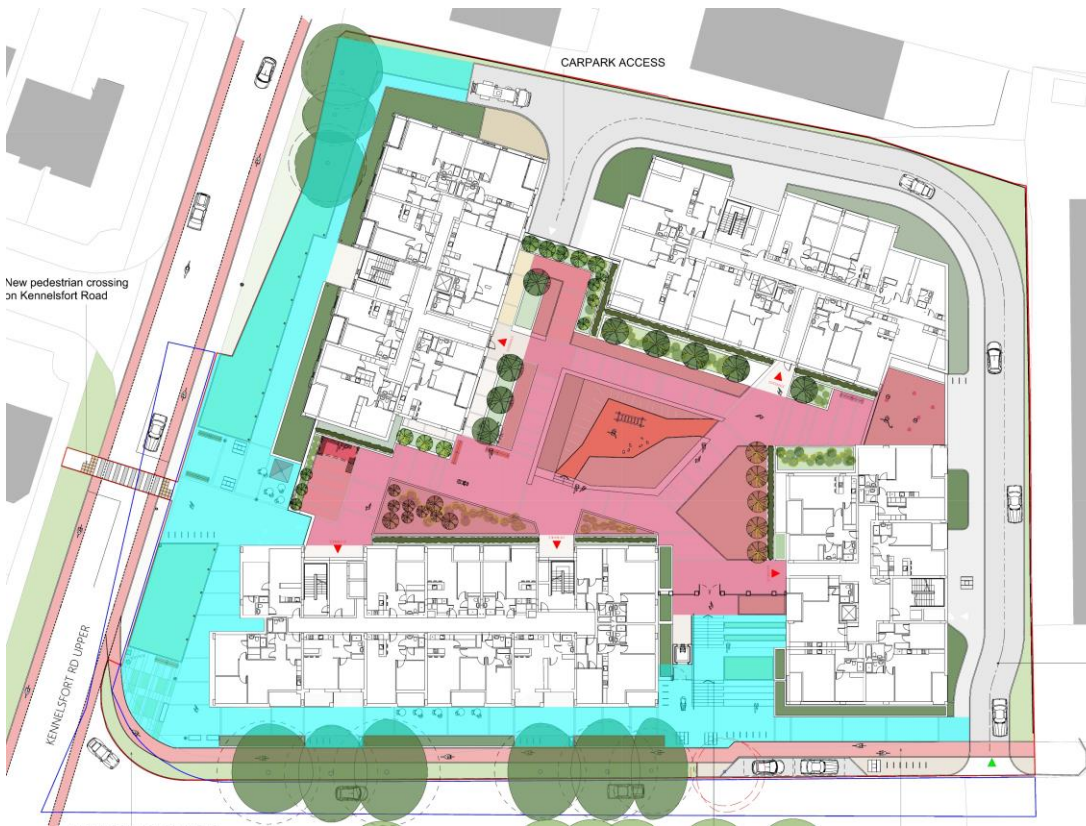 CARPARK ACCESS
New pedestrian crossing
on Kennelsfort Road
KENNELSFORT RD UPPER